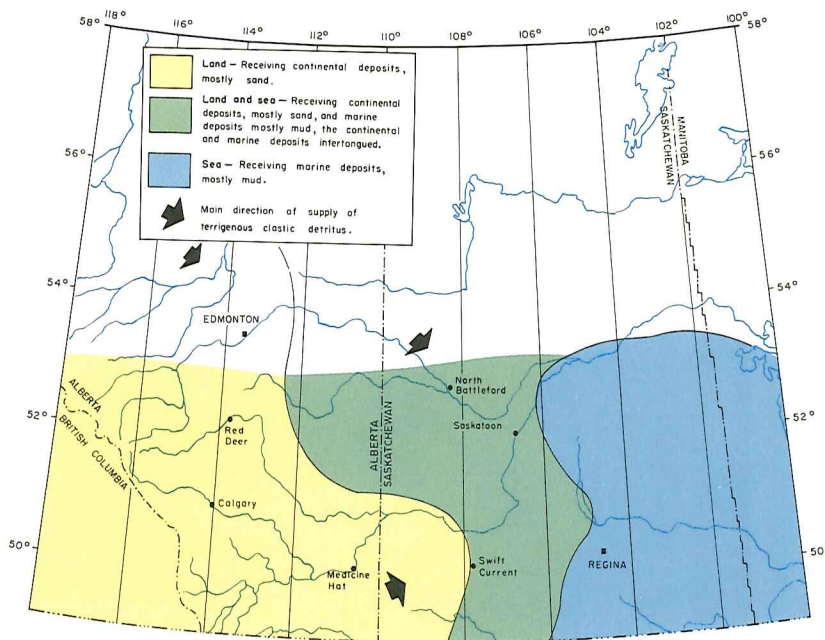 118°
116°
114°
112°
110°
108°
106°
104°
102°
100°
58°
58°
Land — Receiving continental deposits,
mostly sand.
Land and sea — Receiving continental
deposits, mostly sand, and marine
deposits mostly mud, the continental
and marine deposits intertongued.
Sea — Receiving marine deposits,
mostly mud.
Main direction of supply of
terrigenous clastic detritus.
MANITOBA
SASKATCHEWAN
56°
56°
54°
54°
EDMONTON
North
Battleford
ALBERTA
BRITISH COLUMBIA
52°
52°
Red
Deer
ALBERTA
SASKATCHEWAN
Saskatoon
Calgary
50°
50
Medicine
Hat
Swift
Current
REGINA